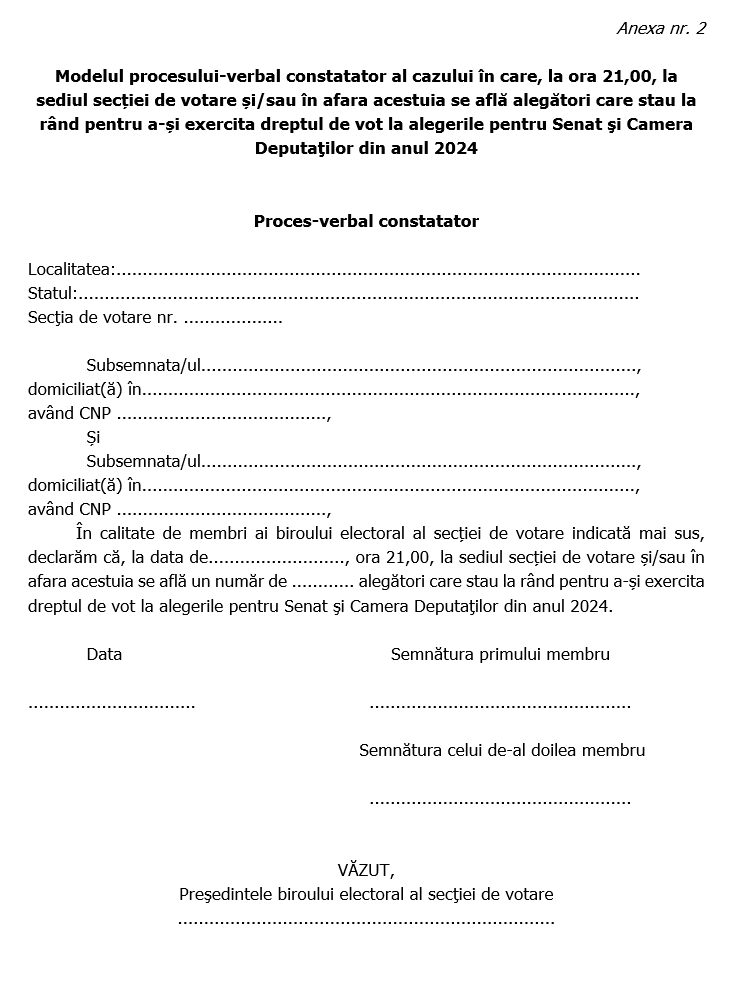 Anexa nr. 2
Modelul procesului-verbal constatator al cazului în care, la ora 21,00, la
sediul secției de votare și/sau în afara acestuia se află alegători care stau la
rând pentru a-și exercita dreptul de vot la alegerile pentru Senat şi Camera
Deputaţilor din anul 2024
Proces-verbal constatator
Localitatea:....................................................................................................
Statul:...........................................................................................................
Secţia de votare nr. ...................
Subsemnata/ul...................................................................................,
domiciliat(ă) în..............................................................................................,
având CNP ........................................,
Și
Subsemnata/ul...................................................................................,
domiciliat(ă) în..............................................................................................,
având CNP ........................................,
În calitate de membri ai biroului electoral al secției de votare indicată mai sus,
declarăm că, la data de.........................., ora 21,00, la sediul secției de votare și/sau în
afara acestuia se află un număr de ............ alegători care stau la rând pentru a-și exercita
dreptul de vot la alegerile pentru Senat şi Camera Deputaţilor din anul 2024.
Data Semnătura primului membru
................................ ..................................................
Semnătura celui de-al doilea membru
..................................................
VĂZUT,
Preşedintele biroului electoral al secţiei de votare
........................................................................